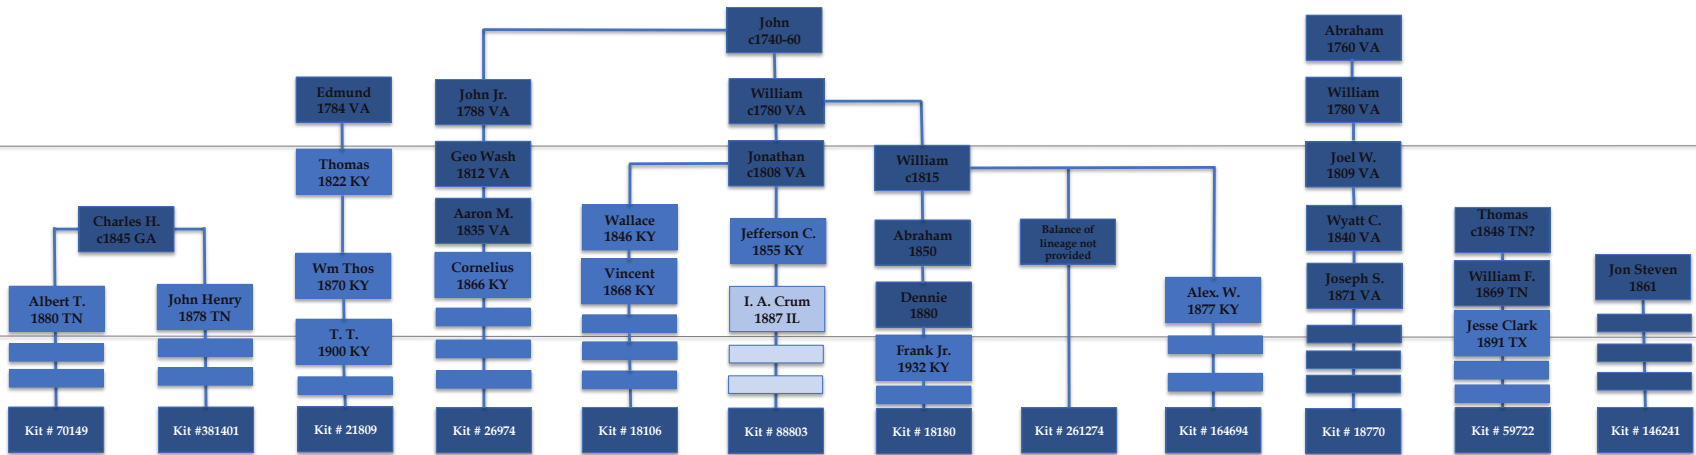 John
c1740-60
Abraham
1760 VA
Edmund
1784 VA
John Jr.
1788 VA
William
c1780 VA
William
1780 VA
Thomas
1822 KY
Geo Wash
1812 VA
Jonathan
c1808 VA
William
c1815
Joel W.
1809 VA
Charles H.
c1845 GA
Aaron M.
1835 VA
Wallace
1846 KY
Jefferson C.
1855 KY
Abraham
1850
Balance of
lineage not
provided
Wyatt C.
1840 VA
Thomas
c1848 TN?
Albert T.
1880 TN
John Henry
1878 TN
Wm Thos
1870 KY
Cornelius
1866 KY
Vincent
1868 KY
I. A. Crum
1887 IL
Dennie
1880
Alex. W.
1877 KY
Joseph S.
1871 VA
William F.
1869 TN
Jon Steven
1861
T. T.
1900 KY
Frank Jr.
1932 KY
Jesse Clark
1891 TX
Kit # 70149
Kit #381401
Kit # 21809
Kit # 26974
Kit # 18106
Kit # 88803
Kit # 18180
Kit # 261274
Kit # 164694
Kit # 18770
Kit # 59722
Kit # 146241